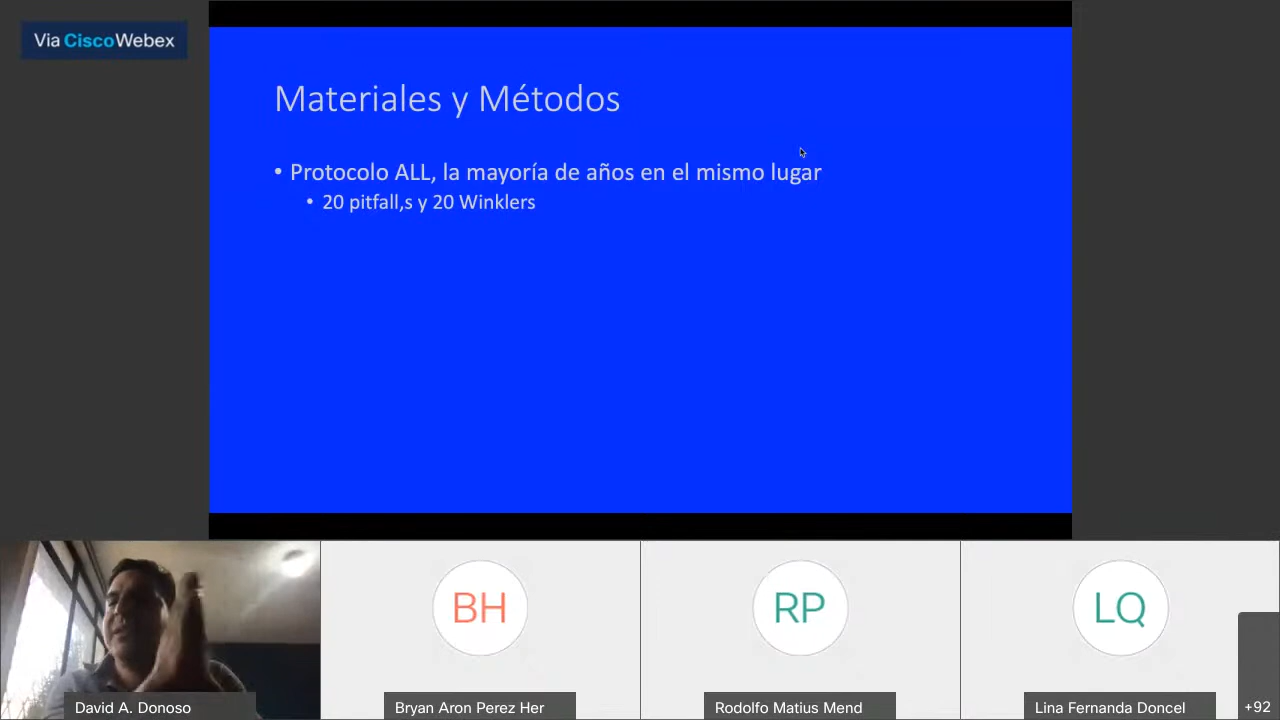 Via CiscoWebex
Materiales y Métodos
• Protocolo ALL, la mayoría de años en el mismo lugar
• 20 pitfall,s y 20 Winklers
BH
RP
LQ
David A. Donoso
Bryan Aron Perez Her
Rodolfo Matius Mend
Lina Fernanda Doncel
+92